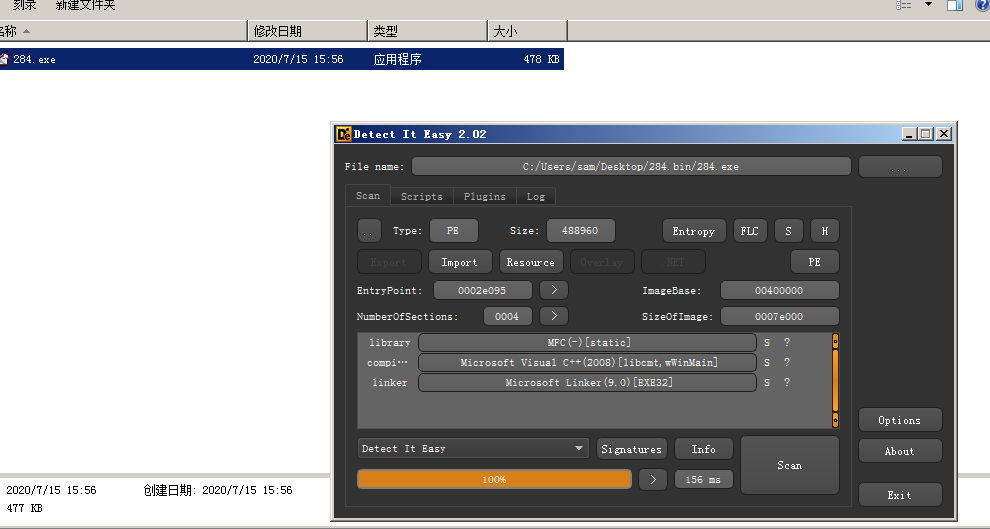 刻录 新建文件夹
名称 修改日期 类型 大小
284.exe 2020/7/15 15:56 应用程序 478 KB
Detect It Easy 2.02
File name: C:/Users/sam/Desktop/284.bin/284.exe ...
Scan Scripts Plugins Log
.. Type: PE Size: 488960 Entropy FLC S H
Export Import Resource Overlay .NET PE
EntryPoint: 0002e095 > ImageBase: 00400000
NumberOfSections: 0004 > SizeOfImage: 0007e000
library MFC(-)[static] S ?
compi... Microsoft Visual C++(2008)[libcmt,wWinMain] S ?
linker Microsoft Linker(9.0)[EXE32] S ?
Options
Detect It Easy Signatures Info Scan About
100% > 156 ms Exit
2020/7/15 15:56 创建日期: 2020/7/15 15:56
477 KB